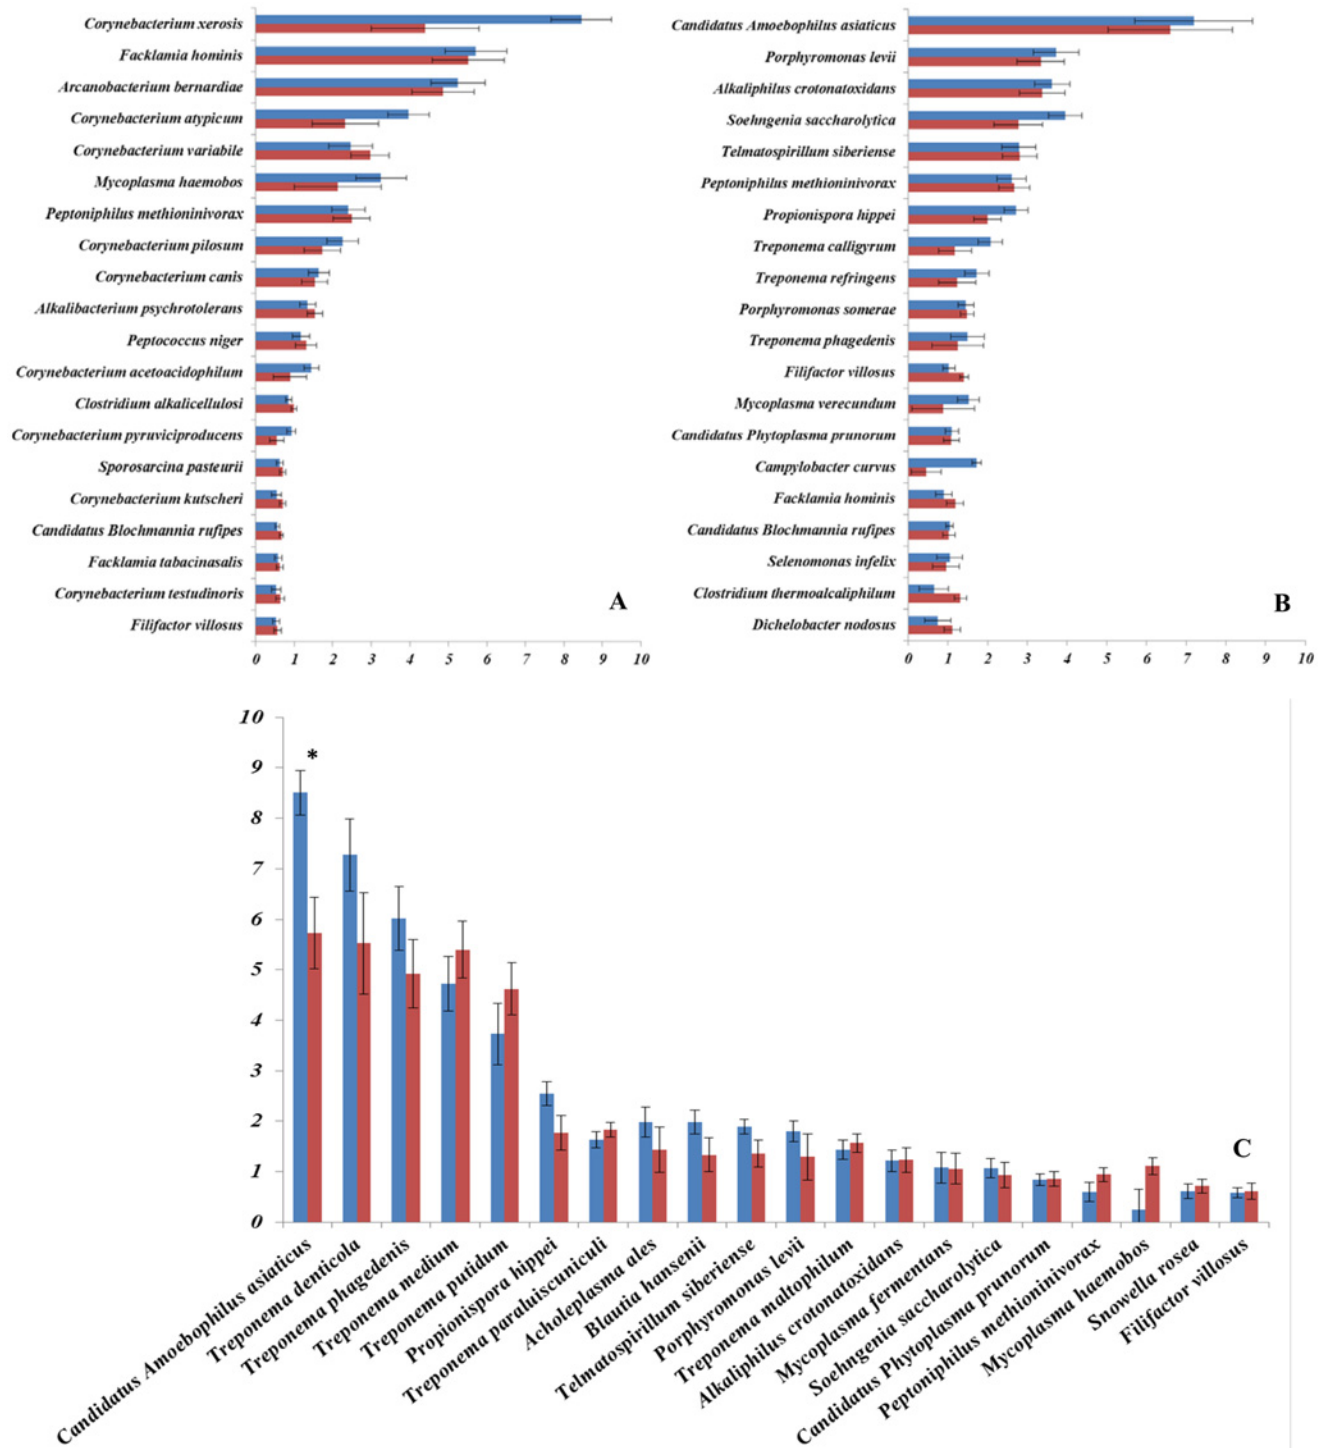 Corynebacterium xerosis
Facklamia hominis
Arcanobacterium bernardiae
Corynebacterium atypicum
Corynebacterium variabile
Mycoplasma haemobos
Peptoniphilus methioninivorax
Corynebacterium pilosum
Corynebacterium canis
Alkalibacterium psychrotolerans
Peptococcus niger
Corynebacterium acetoacidophilum
Clostridium alkalicellulosi
Corynebacterium pyruviciproducens
Sporosarcina pasteurii
Corynebacterium kutscheri
Candidatus Blochmannia rufipes
Facklamia tabacinasalis
Corynebacterium testudinoris
Filifactor villosus
A
0 1 2 3 4 5 6 7 8 9 10
Candidatus Amoebophilus asiaticus
Porphyromonas levii
Alkaliphilus crotonatoxidans
Soehngenia saccharolytica
Telmatospirillum siberiense
Peptoniphilus methioninivorax
Propionispora hippei
Treponema calligyrum
Treponema refringens
Porphyromonas somerae
Treponema phagedenis
Filifactor villosus
Mycoplasma verecundum
Candidatus Phytoplasma prunorum
Campylobacter curvus
Facklamia hominis
Candidatus Blochmannia rufipes
Selenomonas infelix
Clostridium thermoalcaliphilum
Dichelobacter nodosus
B
0 1 2 3 4 5 6 7 8 9 10
10
9
8
7
6
5
4
3
2
1
0
*
C
Candidatus Amoebophilus asiaticus
Treponema denticola
Treponema phagedenis
Treponema medium
Treponema putidum
Propionispora hippei
Treponema paraluiscuniculi
Acholeplasma ales
Blautia hansenii
Telmatospirillum siberiense
Porphyromonas levii
Treponema maltophilum
Alkaliphilus crotonatoxidans
Mycoplasma fermentans
Soehngenia saccharolytica
Candidatus Phytoplasma prunorum
Peptoniphilus methioninivorax
Mycoplasma haemobos
Snowella rosea
Filifactor villosus